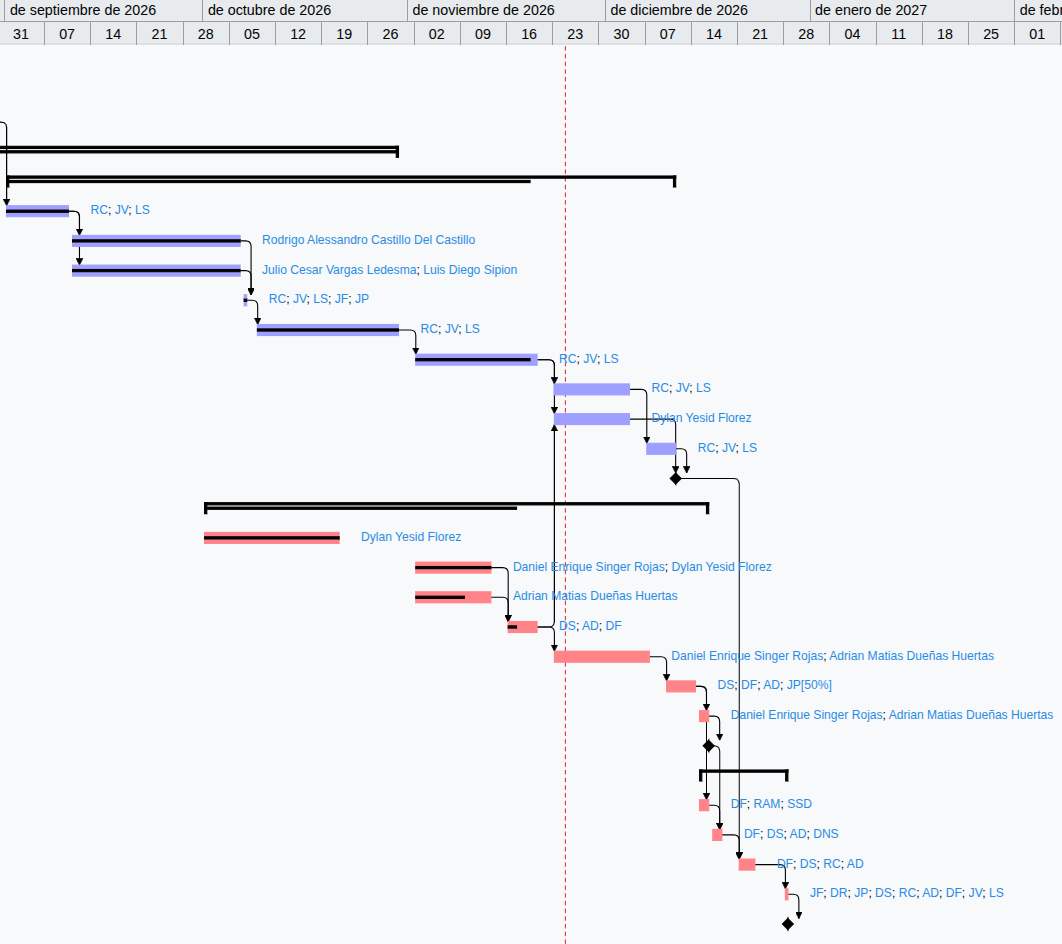 de septiembre de 2026 de octubre de 2026 de noviembre de 2026 de diciembre de 2026 de enero de 2027 de febr
31 07 14 21 28 05 12 19 26 02 09 16 23 30 07 14 21 28 04 11 18 25 01
RC; JV; LS
Rodrigo Alessandro Castillo Del Castillo
Julio Cesar Vargas Ledesma; Luis Diego Sipion
RC; JV; LS; JF; JP
RC; JV; LS
RC; JV; LS
RC; JV; LS
Dylan Yesid Florez
RC; JV; LS
Dylan Yesid Florez
Daniel Enrique Singer Rojas; Dylan Yesid Florez
Adrian Matias Dueñas Huertas
DS; AD; DF
Daniel Enrique Singer Rojas; Adrian Matias Dueñas Huertas
DS; DF; AD; JP[50%]
Daniel Enrique Singer Rojas; Adrian Matias Dueñas Huertas
DF; RAM; SSD
DF; DS; AD; DNS
DF; DS; RC; AD
JF; DR; JP; DS; RC; AD; DF; JV; LS